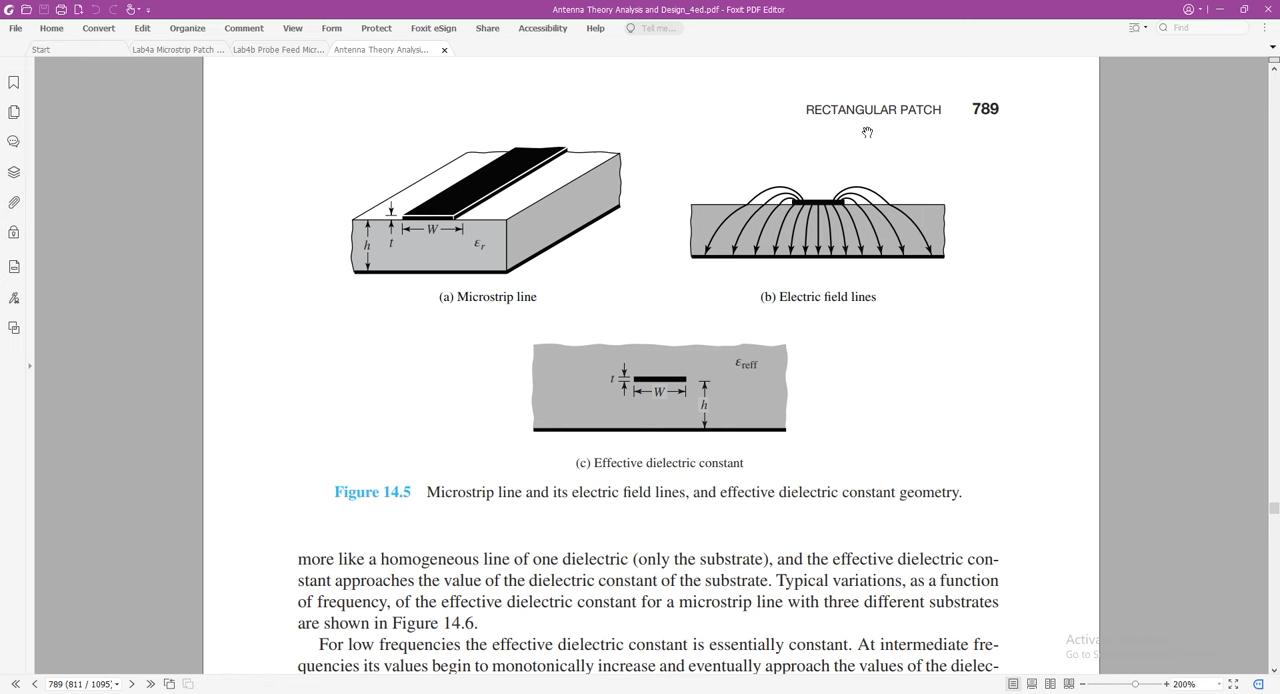 Antenna Theory Analysis and Design_4ed.pdf - Foxit PDF Editor
File Home Convert Edit Organize Comment View Form Protect Foxit eSign Share Accessibility Help Tell me... Find
Start Lab4a Microstrip Patch ... Lab4b Probe Feed Micr... Antenna Theory Analysi...
RECTANGULAR PATCH 789
h t W εr
(a) Microstrip line
(b) Electric field lines
t W h εreff
(c) Effective dielectric constant
Figure 14.5 Microstrip line and its electric field lines, and effective dielectric constant geometry.
more like a homogeneous line of one dielectric (only the substrate), and the effective dielectric con-
stant approaches the value of the dielectric constant of the substrate. Typical variations, as a function
of frequency, of the effective dielectric constant for a microstrip line with three different substrates
are shown in Figure 14.6.
For low frequencies the effective dielectric constant is essentially constant. At intermediate fre-
quencies its values begin to monotonically increase and eventually approach the values of the dielec-
Go to S
789 (811 / 1095) 200%